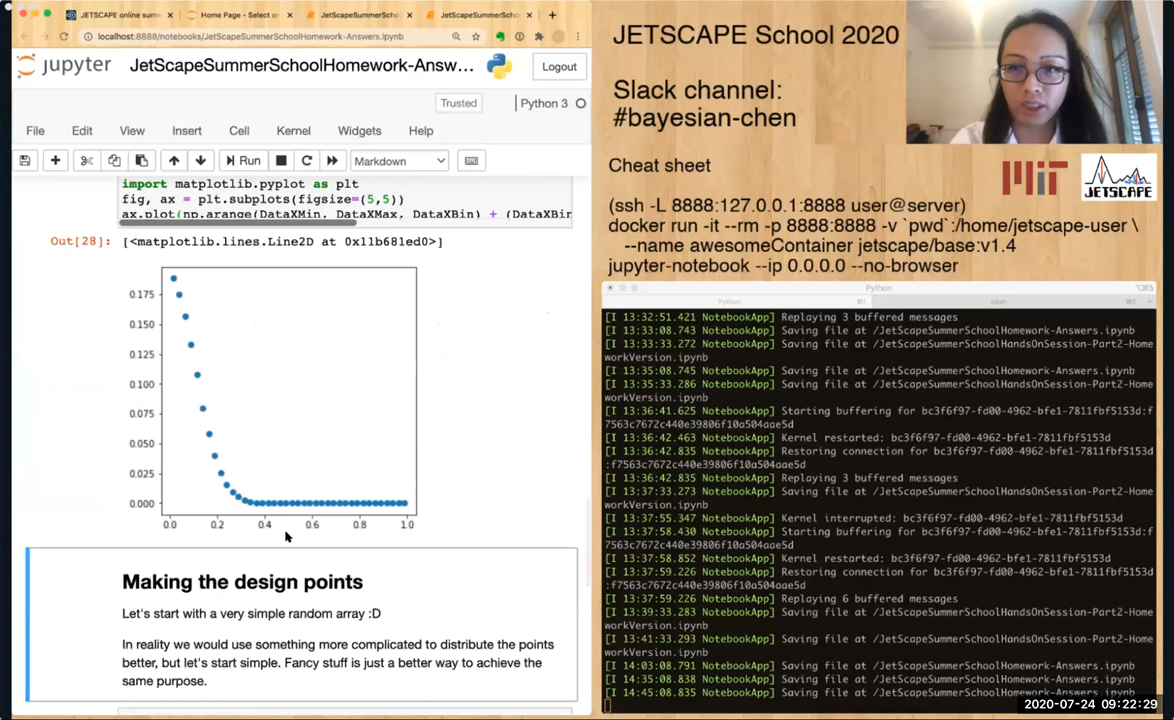 JETSCAPE online summ
Home Page - Select or
JetScapeSummerSchool
JetScapeSummerSchool
localhost:8888/notebooks/JetScapeSummerSchoolHomework-Answers.ipynb
jupyter
JetScapeSummerSchoolHomework-Answ...
Logout
Trusted
Python 3
File Edit View Insert Cell Kernel Widgets Help
Run
Markdown
import matplotlib.pyplot as plt
fig, ax = plt.subplots(figsize=(5,5))
ax.plot(np.arange(DataXMin, DataXMax, DataXBin) + (DataXBin
Out[28]: [<matplotlib.lines.Line2D at 0x11b681ed0>]
0.175
0.150
0.125
0.100
0.075
0.050
0.025
0.000
0.0 0.2 0.4 0.6 0.8 1.0
Making the design points
Let's start with a very simple random array :D
In reality we would use something more complicated to distribute the points
better, but let's start simple. Fancy stuff is just a better way to achieve the
same purpose.
JETSCAPE School 2020
Slack channel:
#bayesian-chen
Cheat sheet
MIT
JETSCAPE
(ssh -L 8888:127.0.0.1:8888 user@server)
docker run -it --rm -p 8888:8888 -v `pwd`:/home/jetscape-user \
--name awesomeContainer jetscape/base:v1.4
jupyter-notebook --ip 0.0.0.0 --no-browser
Python
Python
bash
[I 13:32:51.421 NotebookApp] Replaying 3 buffered messages
[I 13:33:08.743 NotebookApp] Saving file at /JetScapeSummerSchoolHomework-Answers.ipynb
[I 13:33:33.272 NotebookApp] Saving file at /JetScapeSummerSchoolHandsOnSession-Part2-Home
workVersion.ipynb
[I 13:35:08.745 NotebookApp] Saving file at /JetScapeSummerSchoolHomework-Answers.ipynb
[I 13:35:33.286 NotebookApp] Saving file at /JetScapeSummerSchoolHandsOnSession-Part2-Home
workVersion.ipynb
[I 13:36:41.625 NotebookApp] Starting buffering for bc3f6f97-fd00-4962-bfe1-7811fbf5153d:f
7563c7672c440e39806f10a504aae5d
[I 13:36:42.463 NotebookApp] Kernel restarted: bc3f6f97-fd00-4962-bfe1-7811fbf5153d
[I 13:36:42.835 NotebookApp] Restoring connection for bc3f6f97-fd00-4962-bfe1-7811fbf5153d
:f7563c7672c440e39806f10a504aae5d
[I 13:36:42.835 NotebookApp] Replaying 3 buffered messages
[I 13:37:33.273 NotebookApp] Saving file at /JetScapeSummerSchoolHandsOnSession-Part2-Home
workVersion.ipynb
[I 13:37:55.347 NotebookApp] Kernel interrupted: bc3f6f97-fd00-4962-bfe1-7811fbf5153d
[I 13:37:58.430 NotebookApp] Starting buffering for bc3f6f97-fd00-4962-bfe1-7811fbf5153d:f
7563c7672c440e39806f10a504aae5d
[I 13:37:58.852 NotebookApp] Kernel restarted: bc3f6f97-fd00-4962-bfe1-7811fbf5153d
[I 13:37:59.226 NotebookApp] Restoring connection for bc3f6f97-fd00-4962-bfe1-7811fbf5153d
:f7563c7672c440e39806f10a504aae5d
[I 13:37:59.226 NotebookApp] Replaying 6 buffered messages
[I 13:39:33.283 NotebookApp] Saving file at /JetScapeSummerSchoolHandsOnSession-Part2-Home
workVersion.ipynb
[I 13:41:33.293 NotebookApp] Saving file at /JetScapeSummerSchoolHandsOnSession-Part2-Home
workVersion.ipynb
[I 14:03:08.791 NotebookApp] Saving file at /JetScapeSummerSchoolHomework-Answers.ipynb
[I 14:35:08.838 NotebookApp] Saving file at /JetScapeSummerSchoolHomework-Answers.ipynb
[I 14:45:08.835 NotebookApp] Saving file at /JetScapeSummerSchoolHomework-Answers.ipynb
2020-07-24 09:22:29